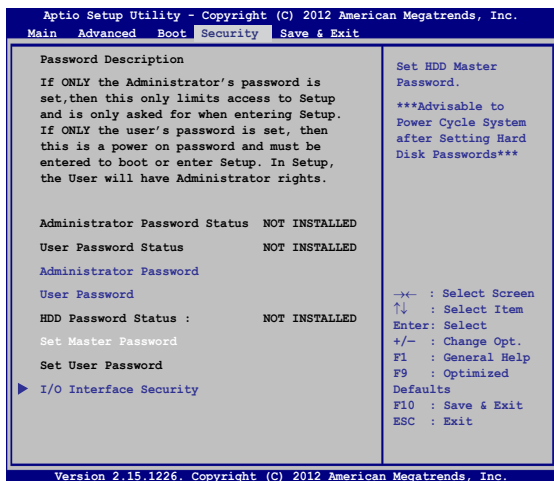 Aptio Setup Utility - Copyright (C) 2012 American Megatrends, Inc.
Main Advanced Boot Security Save & Exit
Password Description
If ONLY the Administrator's password is
set,then this only limits access to Setup
and is only asked for when entering Setup.
If ONLY the user's password is set, then
this is a power on password and must be
entered to boot or enter Setup. In Setup,
the User will have Administrator rights.
Administrator Password Status NOT INSTALLED
User Password Status NOT INSTALLED
Administrator Password
User Password
HDD Password Status : NOT INSTALLED
Set Master Password
Set User Password
I/O Interface Security
Set HDD Master
Password.
***Advisable to
Power Cycle System
after Setting Hard
Disk Passwords***
→← : Select Screen
↑↓ : Select Item
Enter: Select
+/— : Change Opt.
F1 : General Help
F9 : Optimized
Defaults
F10 : Save & Exit
ESC : Exit
Version 2.15.1226. Copyright (C) 2012 American Megatrends, Inc.